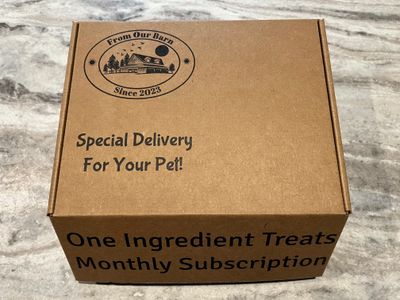 From Our Barn
Since 2023
Special Delivery
For Your Pet!
One Ingredient Treats
Monthly Subscription